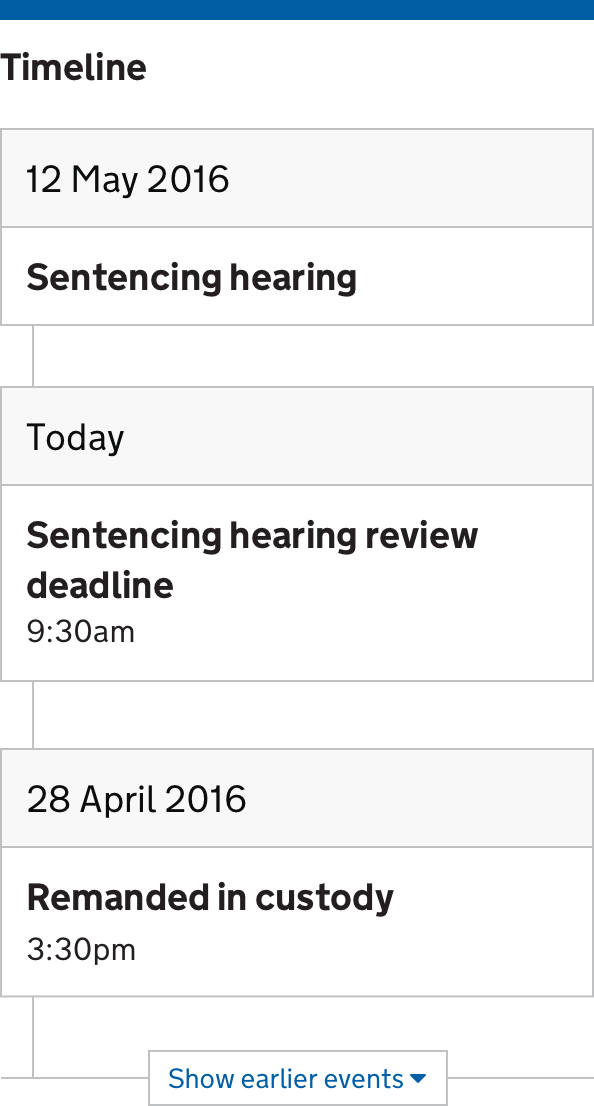 Timeline
12 May 2016
Sentencing hearing
Today
Sentencing hearing review
deadline
9:30am
28 April 2016
Remanded in custody
3:30pm
Show earlier events